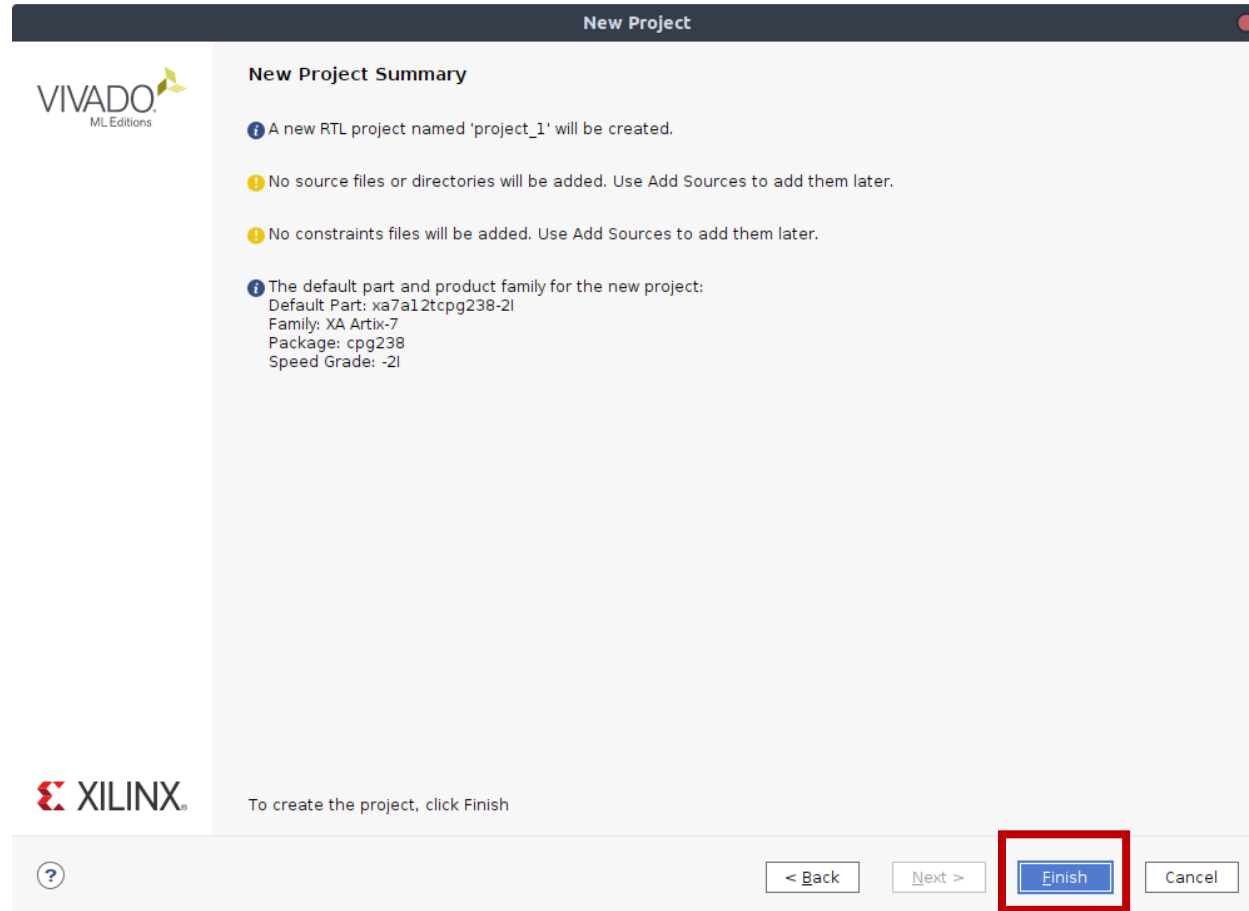 New Project
VIVADO
ML Editions
New Project Summary
A new RTL project named 'project_1' will be created.
No source files or directories will be added. Use Add Sources to add them later.
No constraints files will be added. Use Add Sources to add them later.
The default part and product family for the new project:
Default Part: xa7a12tcpg238-2I
Family: XA Artix-7
Package: cpg238
Speed Grade: -2I
XILINX®
To create the project, click Finish
?
< Back
Next >
Finish
Cancel